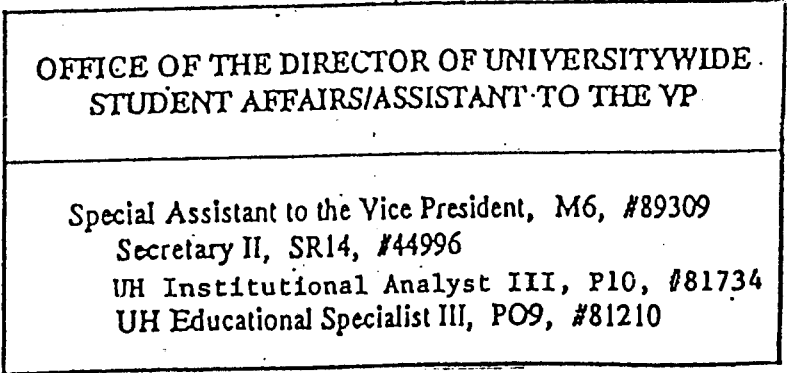 OFFICE OF THE DIRECTOR OF UNIVERSITYWIDE
STUDENT AFFAIRS/ASSISTANT TO THE VP
Special Assistant to the Vice President, M6, #89309
Secretary II, SR14, #44996
UH Institutional Analyst III, P10, #81734
UH Educational Specialist III, PO9, #81210